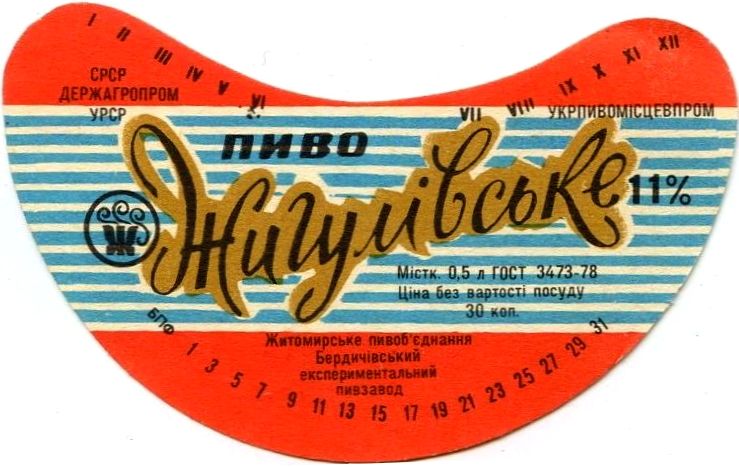 I II III IV V VI VII VIII IX X XI XII
СРСР
ДЕРЖАГРОПРОМ
УРСР
УКРПИВОМІСЦЕВПРОМ
ПИВО
Жигулівське
11%
Ж
Містк. 0,5 л ГОСТ 3473-78
Ціна без вартості посуду
30 коп.
Житомирське пивоб'єднання
Бердичівський
експериментальний
пивзавод
БПФ 1 3 5 7 9 11 13 15 17 19 21 23 25 27 29 31